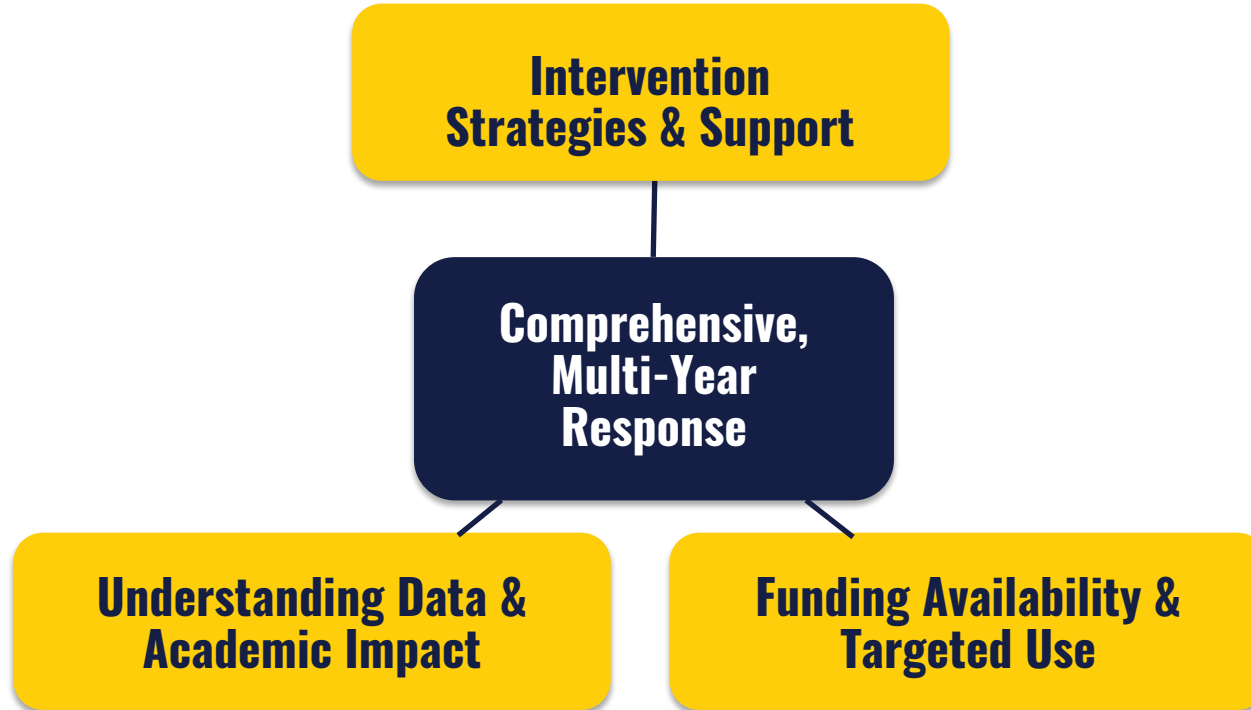 Intervention
Strategies & Support
Comprehensive,
Multi-Year
Response
Understanding Data &
Academic Impact
Funding Availability &
Targeted Use